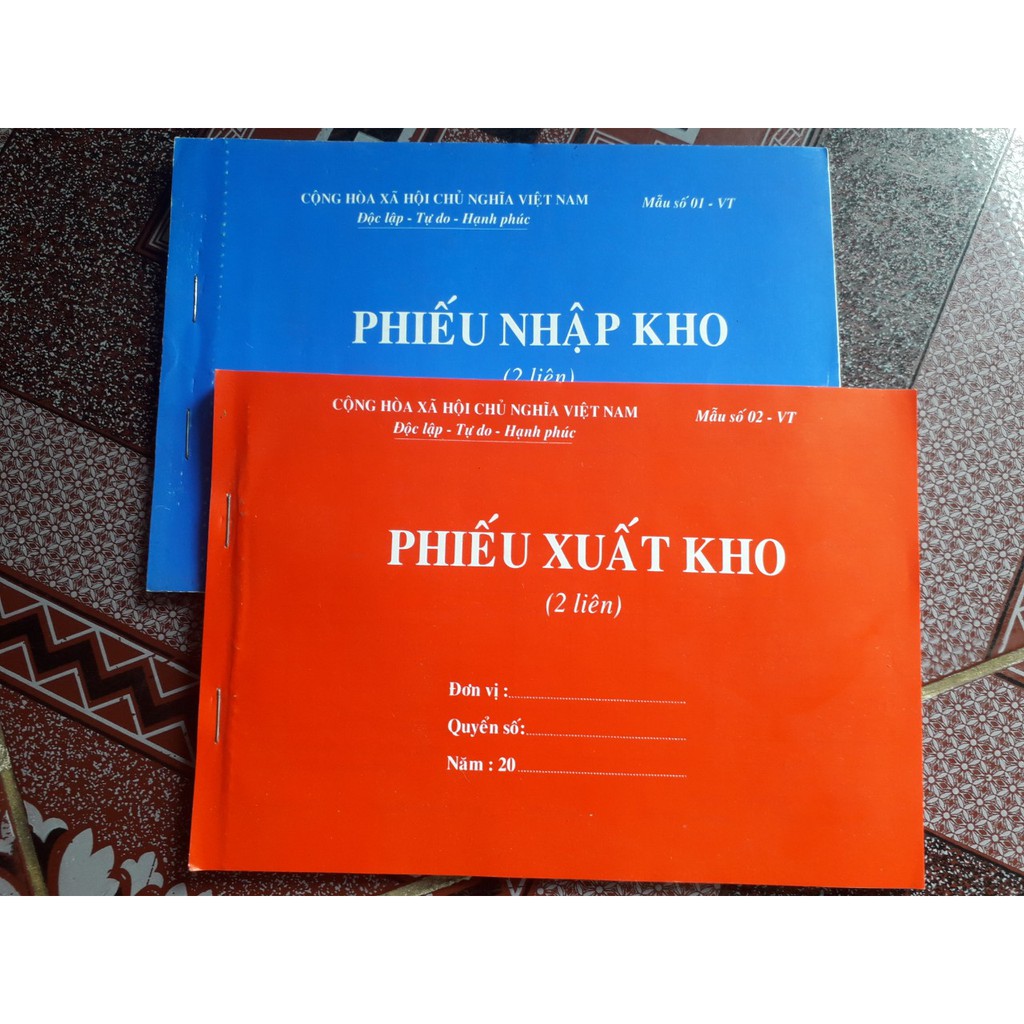 CỘNG HÒA XÃ HỘI CHỦ NGHĨA VIỆT NAM
Mẫu số 01 - VT
Độc lập - Tự do - Hạnh phúc
PHIẾU NHẬP KHO
(2 liên)
CỘNG HÒA XÃ HỘI CHỦ NGHĨA VIỆT NAM
Mẫu số 02 - VT
Độc lập - Tự do - Hạnh phúc
PHIẾU XUẤT KHO
(2 liên)
Đơn vị :
Quyển số:
Năm : 20